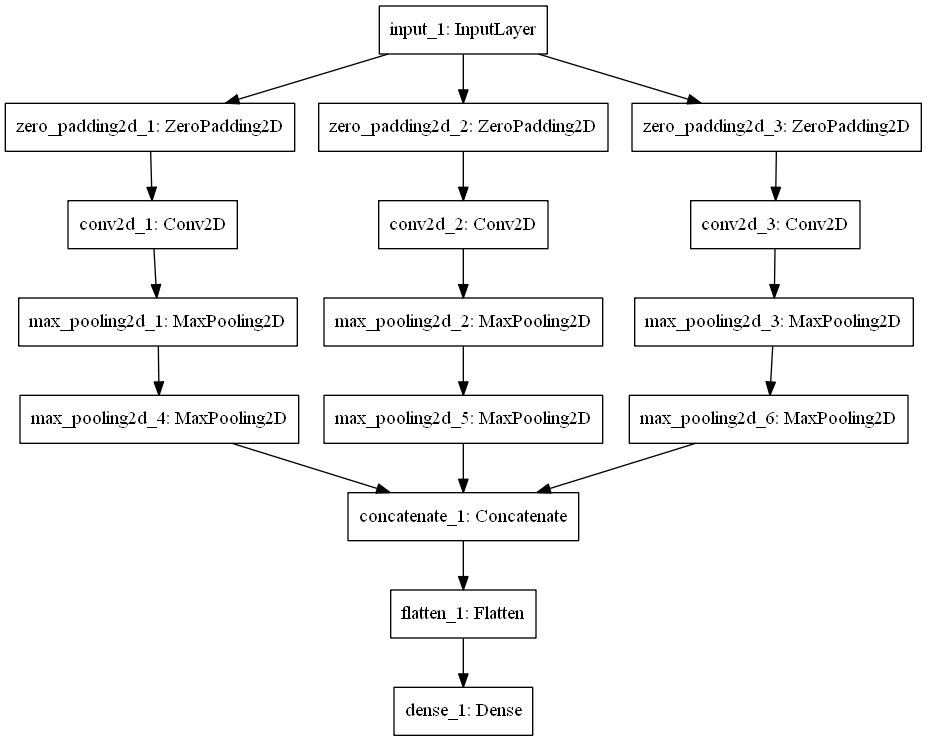 input_1: InputLayer
zero_padding2d_1: ZeroPadding2D
zero_padding2d_2: ZeroPadding2D
zero_padding2d_3: ZeroPadding2D
conv2d_1: Conv2D
conv2d_2: Conv2D
conv2d_3: Conv2D
max_pooling2d_1: MaxPooling2D
max_pooling2d_2: MaxPooling2D
max_pooling2d_3: MaxPooling2D
max_pooling2d_4: MaxPooling2D
max_pooling2d_5: MaxPooling2D
max_pooling2d_6: MaxPooling2D
concatenate_1: Concatenate
flatten_1: Flatten
dense_1: Dense